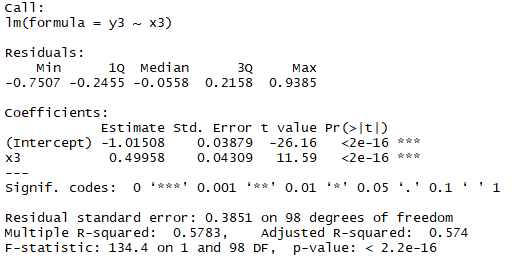 Call:
lm(formula = y3 ~ x3)
Residuals:
Min 1Q Median 3Q Max
-0.7507 -0.2455 -0.0558 0.2158 0.9385
Coefficients:
Estimate Std. Error t value Pr(>|t|)
(Intercept) -1.01508 0.03879 -26.16 <2e-16 ***
x3 0.49958 0.04309 11.59 <2e-16 ***
---
Signif. codes: 0 ‘***’ 0.001 ‘**’ 0.01 ‘*’ 0.05 ‘.’ 0.1 ‘ ’ 1
Residual standard error: 0.3851 on 98 degrees of freedom
Multiple R-squared: 0.5783, Adjusted R-squared: 0.574
F-statistic: 134.4 on 1 and 98 DF, p-value: < 2.2e-16